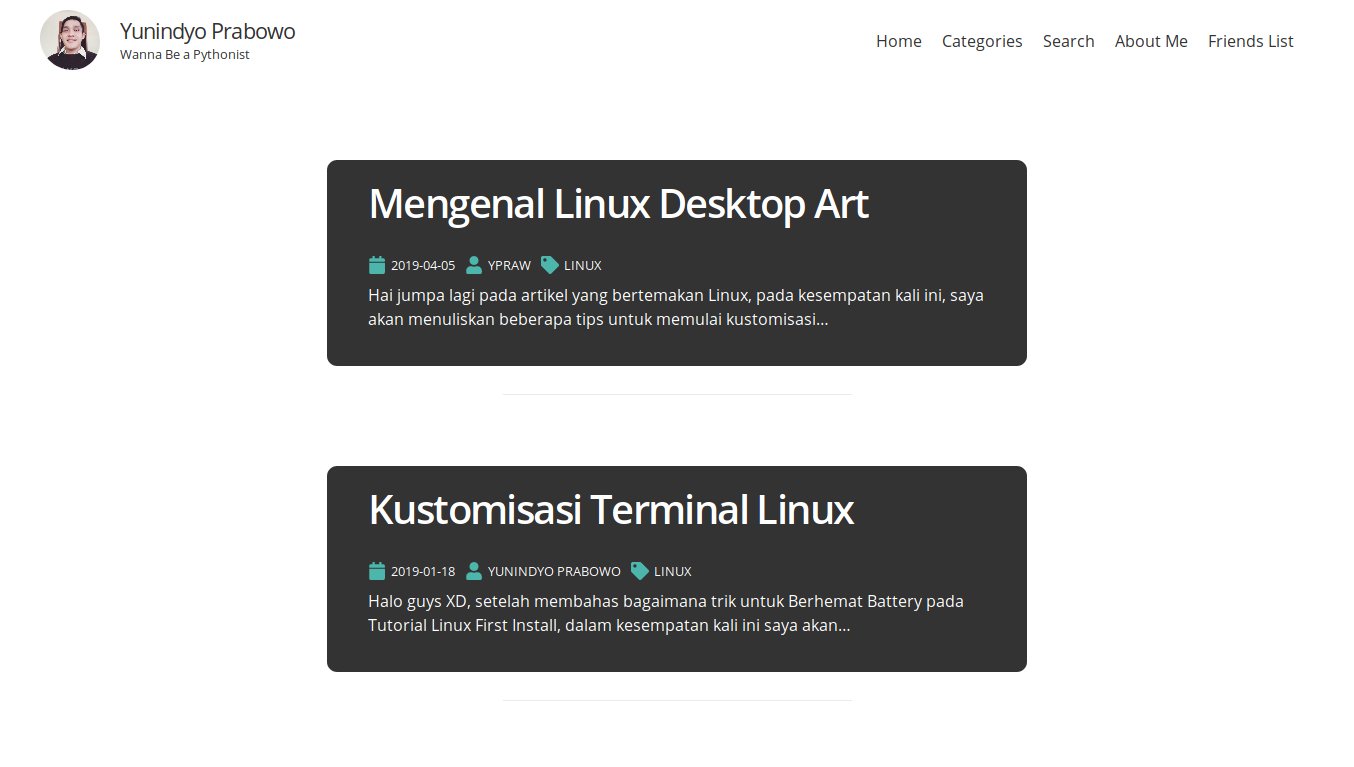 Yunindyo Prabowo
Wanna Be a Pythonist
Home Categories Search About Me Friends List
Mengenal Linux Desktop Art
2019-04-05 YPRAW LINUX
Hai jumpa lagi pada artikel yang bertemakan Linux, pada kesempatan kali ini, saya
akan menuliskan beberapa tips untuk memulai kustomisasi...
Kustomisasi Terminal Linux
2019-01-18 YUNINDYO PRABOWO LINUX
Halo guys XD, setelah membahas bagaimana trik untuk Berhemat Battery pada
Tutorial Linux First Install, dalam kesempatan kali ini saya akan...